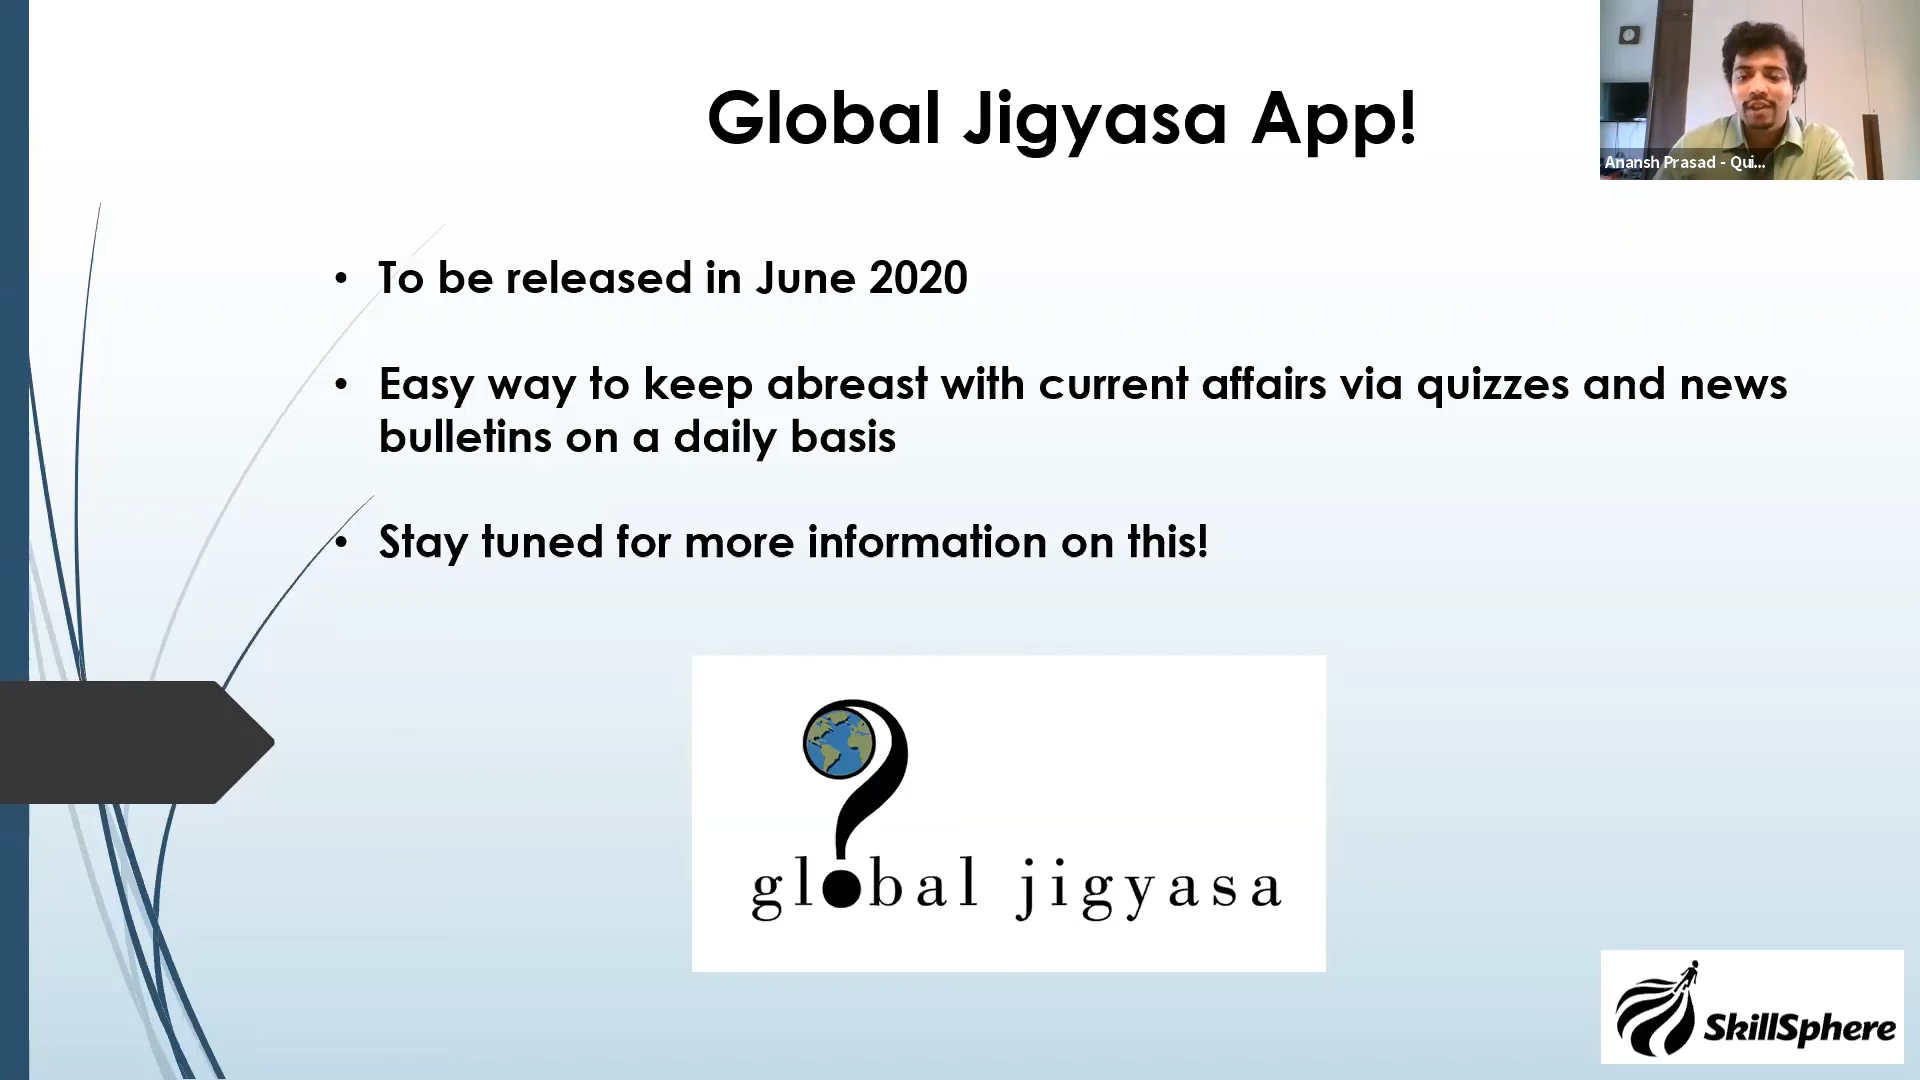 Global Jigyasa App!
Anansh Prasad - Qui...
• To be released in June 2020
• Easy way to keep abreast with current affairs via quizzes and news
bulletins on a daily basis
• Stay tuned for more information on this!
global jigyasa
SkillSphere